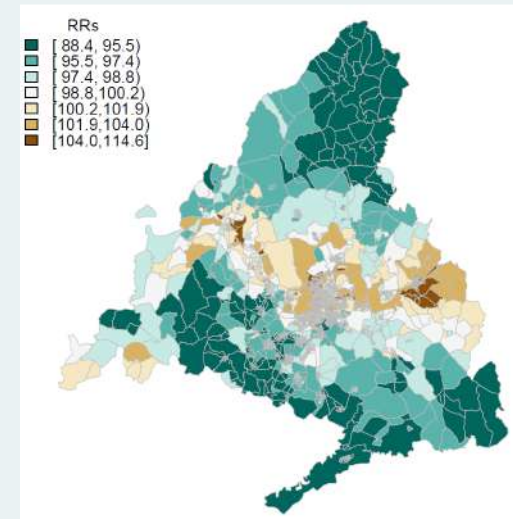 RRs
[ 88.4, 95.5)
[ 95.5, 97.4)
[ 97.4, 98.8)
[ 98.8,100.2)
[100.2,101.9)
[101.9,104.0)
[104.0,114.6]